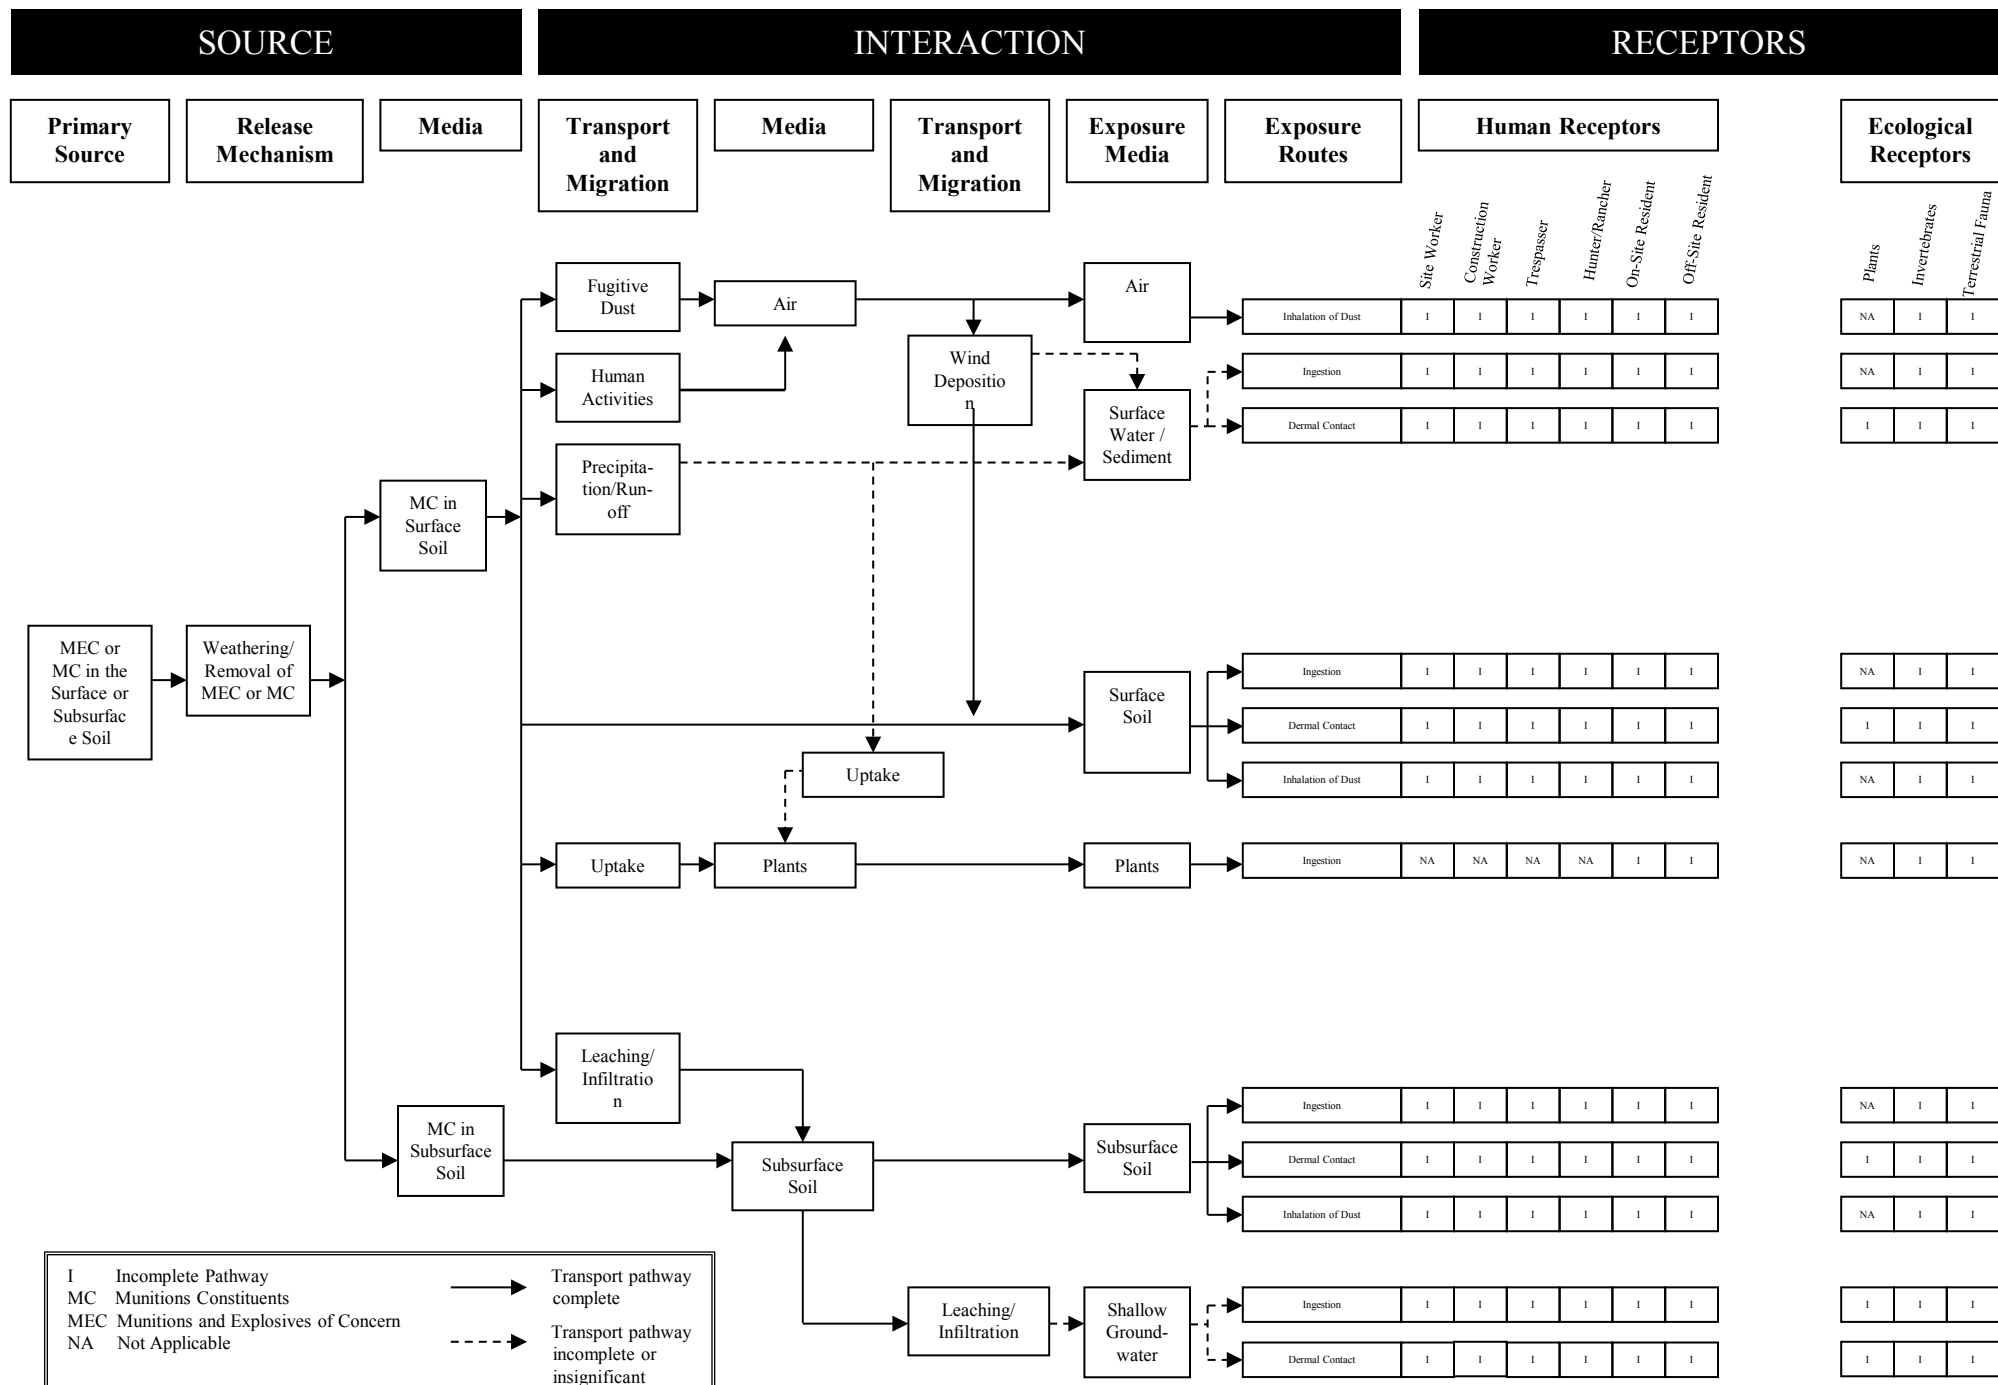 SOURCE
INTERACTION
RECEPTORS
Primary
Source
Release
Mechanism
Media
Transport
and
Migration
Media
Transport
and
Migration
Exposure
Media
Exposure
Routes
Human Receptors
Ecological
Receptors
Site Worker
Construction
Worker
Trespasser
Hunter/Rancher
On-Site Resident
Off-Site Resident
Plants
Invertebrates
Terrestrial Fauna
Fugitive
Dust
Air
Air
Inhalation of Dust I I I I I I NA I I
Human
Activities
Wind
Depositio
n
Ingestion I I I I I I NA I I
Surface
Water /
Sediment
Dermal Contact I I I I I I I I I
Precipita-
tion/Run-
off
MC in
Surface
Soil
MEC or
MC in the
Surface or
Subsurfac
e Soil
Weathering/
Removal of
MEC or MC
Surface
Soil
Ingestion I I I I I I NA I I
Dermal Contact I I I I I I I I I
Inhalation of Dust I I I I I I NA I I
Uptake
Uptake
Plants
Plants
Ingestion NA NA NA NA I I NA I I
Leaching/
Infiltratio
n
MC in
Subsurface
Soil
Subsurface
Soil
Subsurface
Soil
Ingestion I I I I I I NA I I
Dermal Contact I I I I I I I I I
Inhalation of Dust I I I I I I NA I I
Leaching/
Infiltration
Shallow
Ground-
water
Ingestion I I I I I I I I I
Dermal Contact I I I I I I I I I
I Incomplete Pathway
MC Munitions Constituents
MEC Munitions and Explosives of Concern
NA Not Applicable
Transport pathway
complete
Transport pathway
incomplete or
insignificant